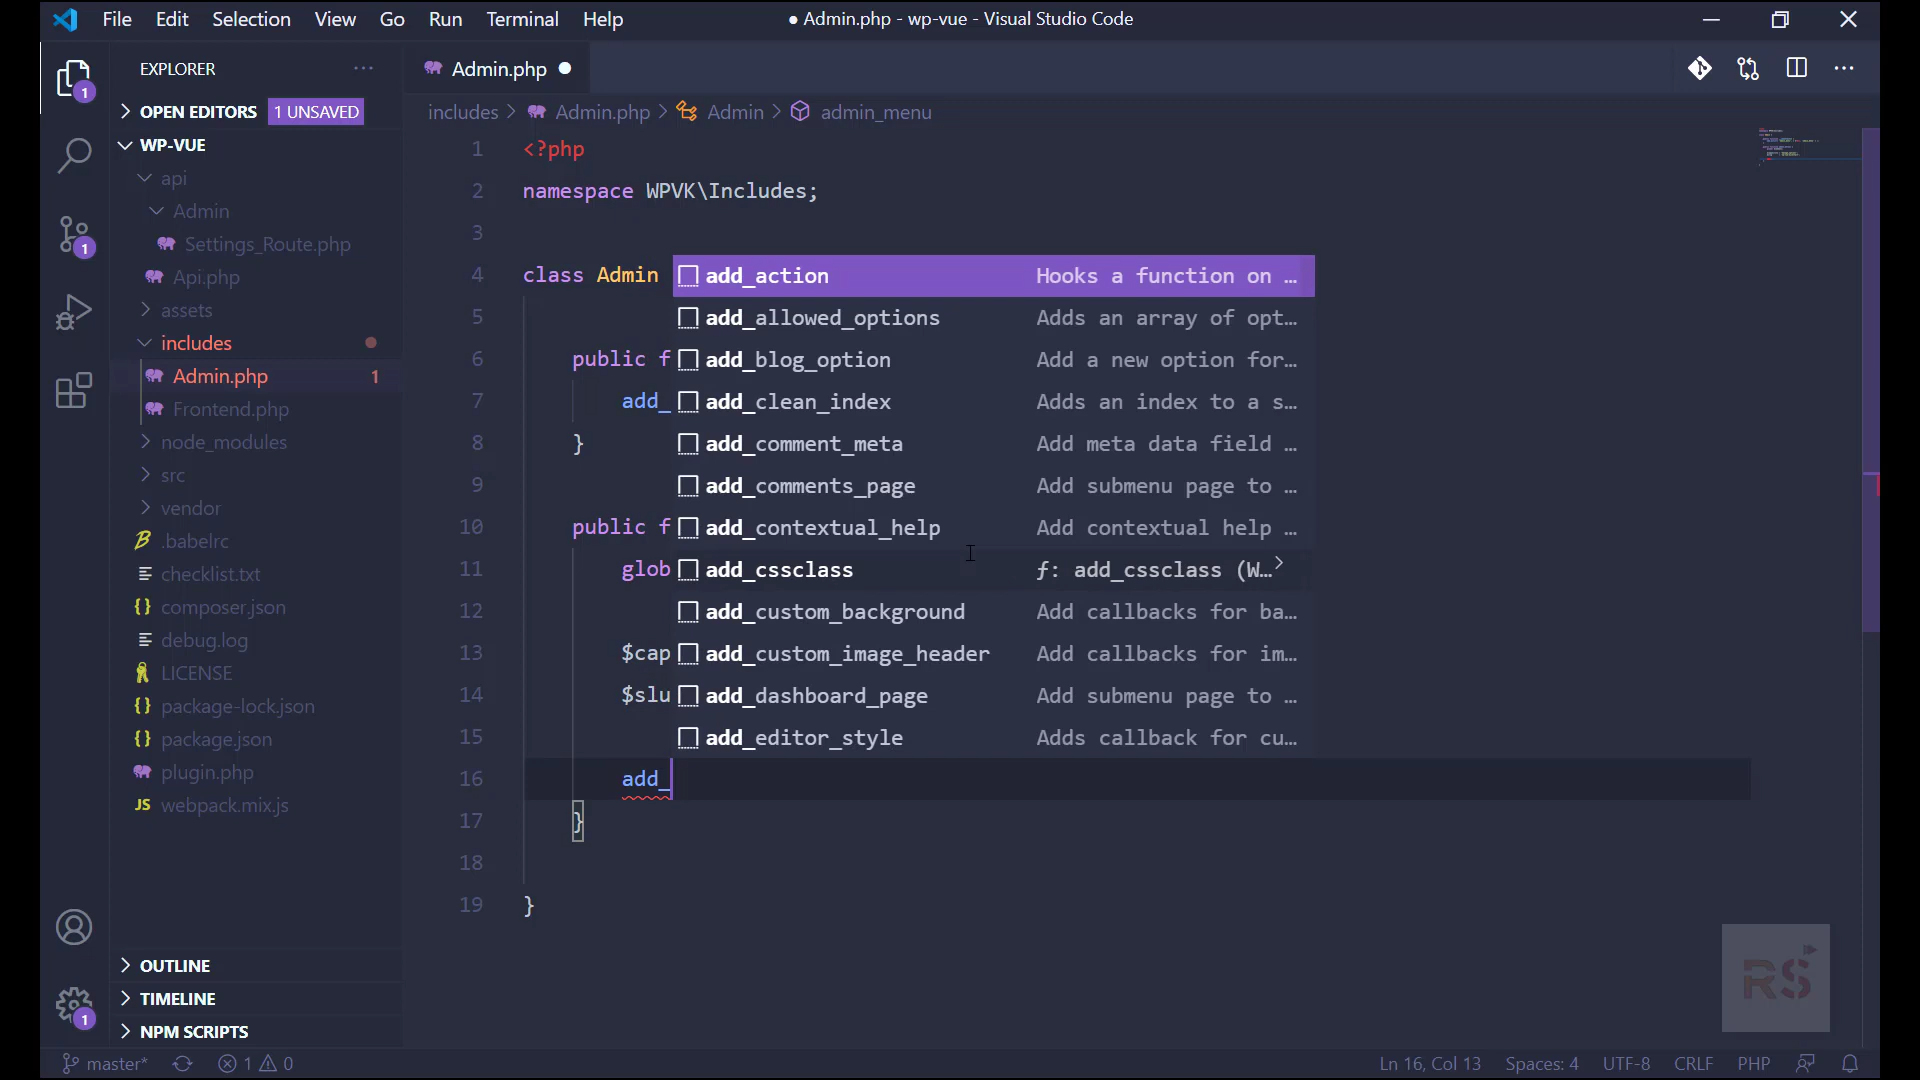 File Edit Selection View Go Run Terminal Help
● Admin.php - wp-vue - Visual Studio Code
EXPLORER
OPEN EDITORS 1 UNSAVED
WP-VUE
api
Admin
Settings_Route.php
Api.php
assets
includes
Admin.php 1
Frontend.php
node_modules
src
vendor
.babelrc
checklist.txt
composer.json
debug.log
LICENSE
package-lock.json
package.json
plugin.php
JS webpack.mix.js
OUTLINE
TIMELINE
NPM SCRIPTS
1
1
1
Admin.php
includes > Admin.php > Admin > admin_menu
1 <?php
2 namespace WPVK\Includes;
3
4 class Admin
5
6 public f
7 add_
8 }
9
10 public f
11 glob
12
13 $cap
14 $slu
15
16 add_
17 }
18
19 }
add_action Hooks a function on …
add_allowed_options Adds an array of opt…
add_blog_option Add a new option for…
add_clean_index Adds an index to a s…
add_comment_meta Add meta data field …
add_comments_page Add submenu page to …
add_contextual_help Add contextual help …
add_cssclass ƒ: add_cssclass (W…
add_custom_background Add callbacks for ba…
add_custom_image_header Add callbacks for im…
add_dashboard_page Add submenu page to …
add_editor_style Adds callback for cu…
RS
master* 1 0
Ln 16, Col 13 Spaces: 4 UTF-8 CRLF PHP